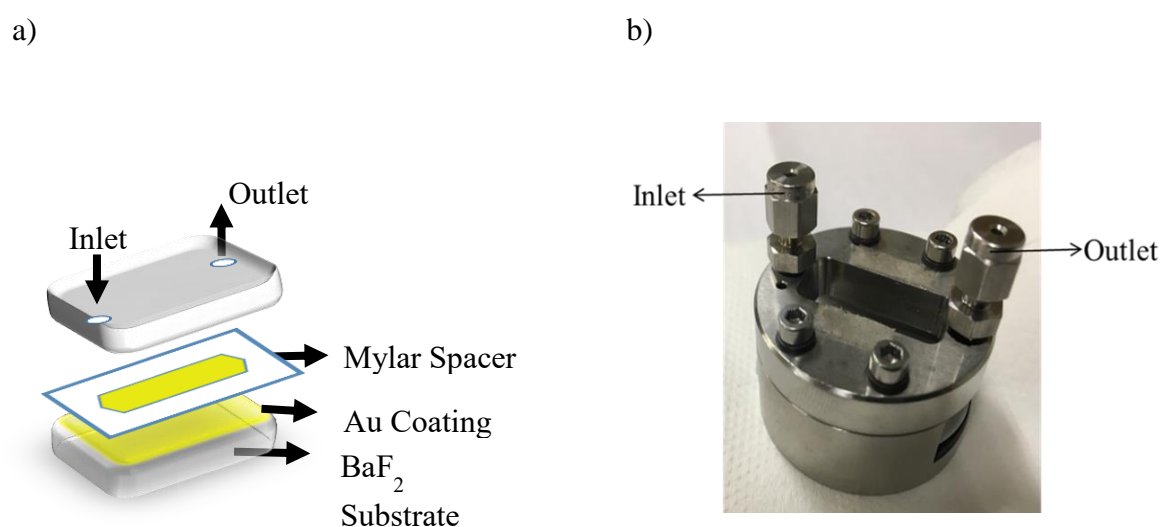 a)
b)
Outlet
Inlet
Mylar Spacer
Au Coating
BaF2
Substrate
Inlet
Outlet